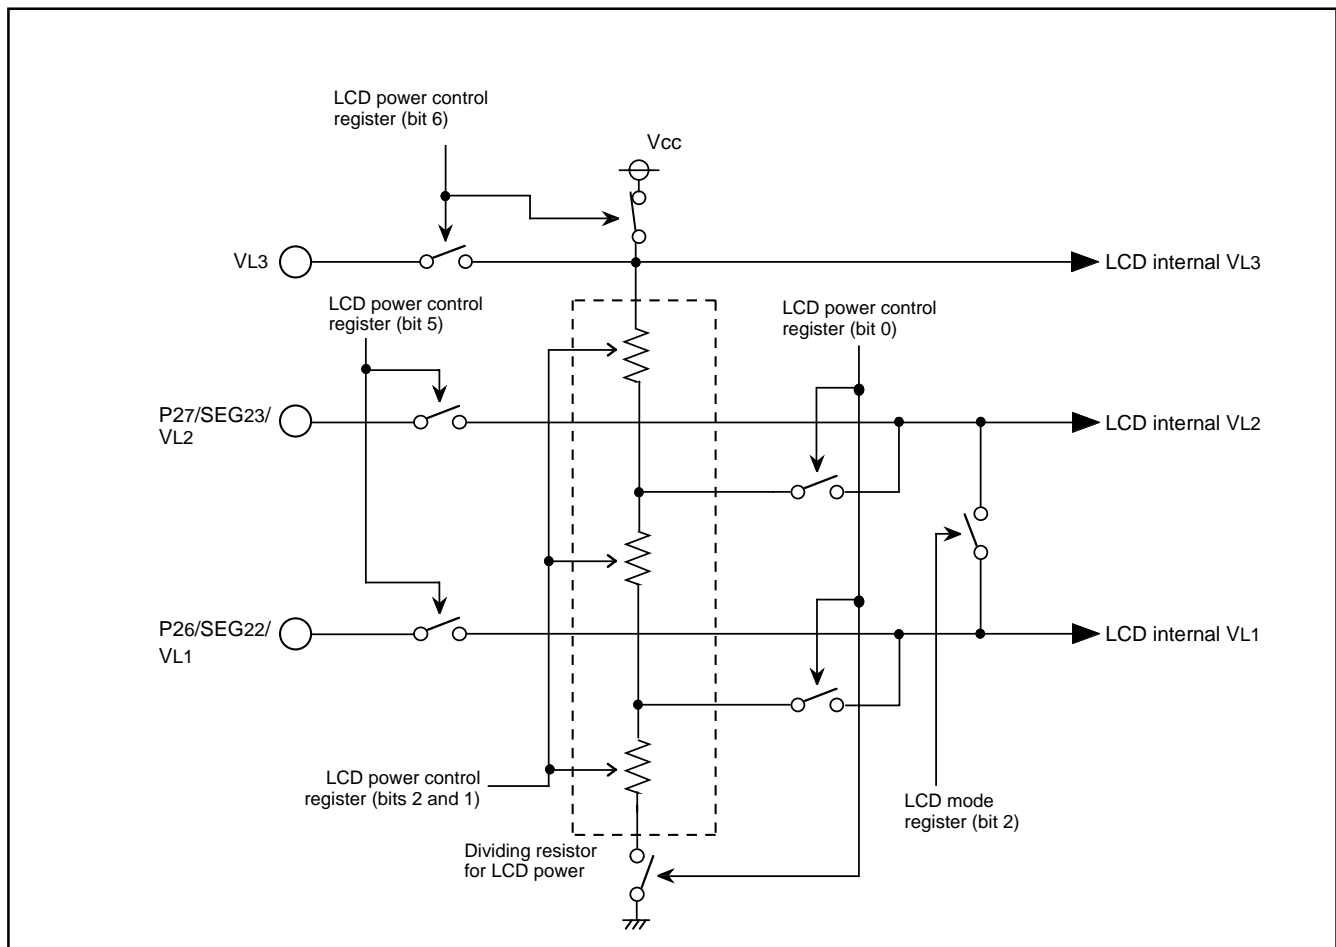 LCD power control
register (bit 6)
Vcc
VL3
LCD internal VL3
LCD power control
register (bit 5)
LCD power control
register (bit 0)
P27/SEG23/
VL2
LCD internal VL2
P26/SEG22/
VL1
LCD internal VL1
LCD power control
register (bits 2 and 1)
LCD mode
register (bit 2)
Dividing resistor
for LCD power